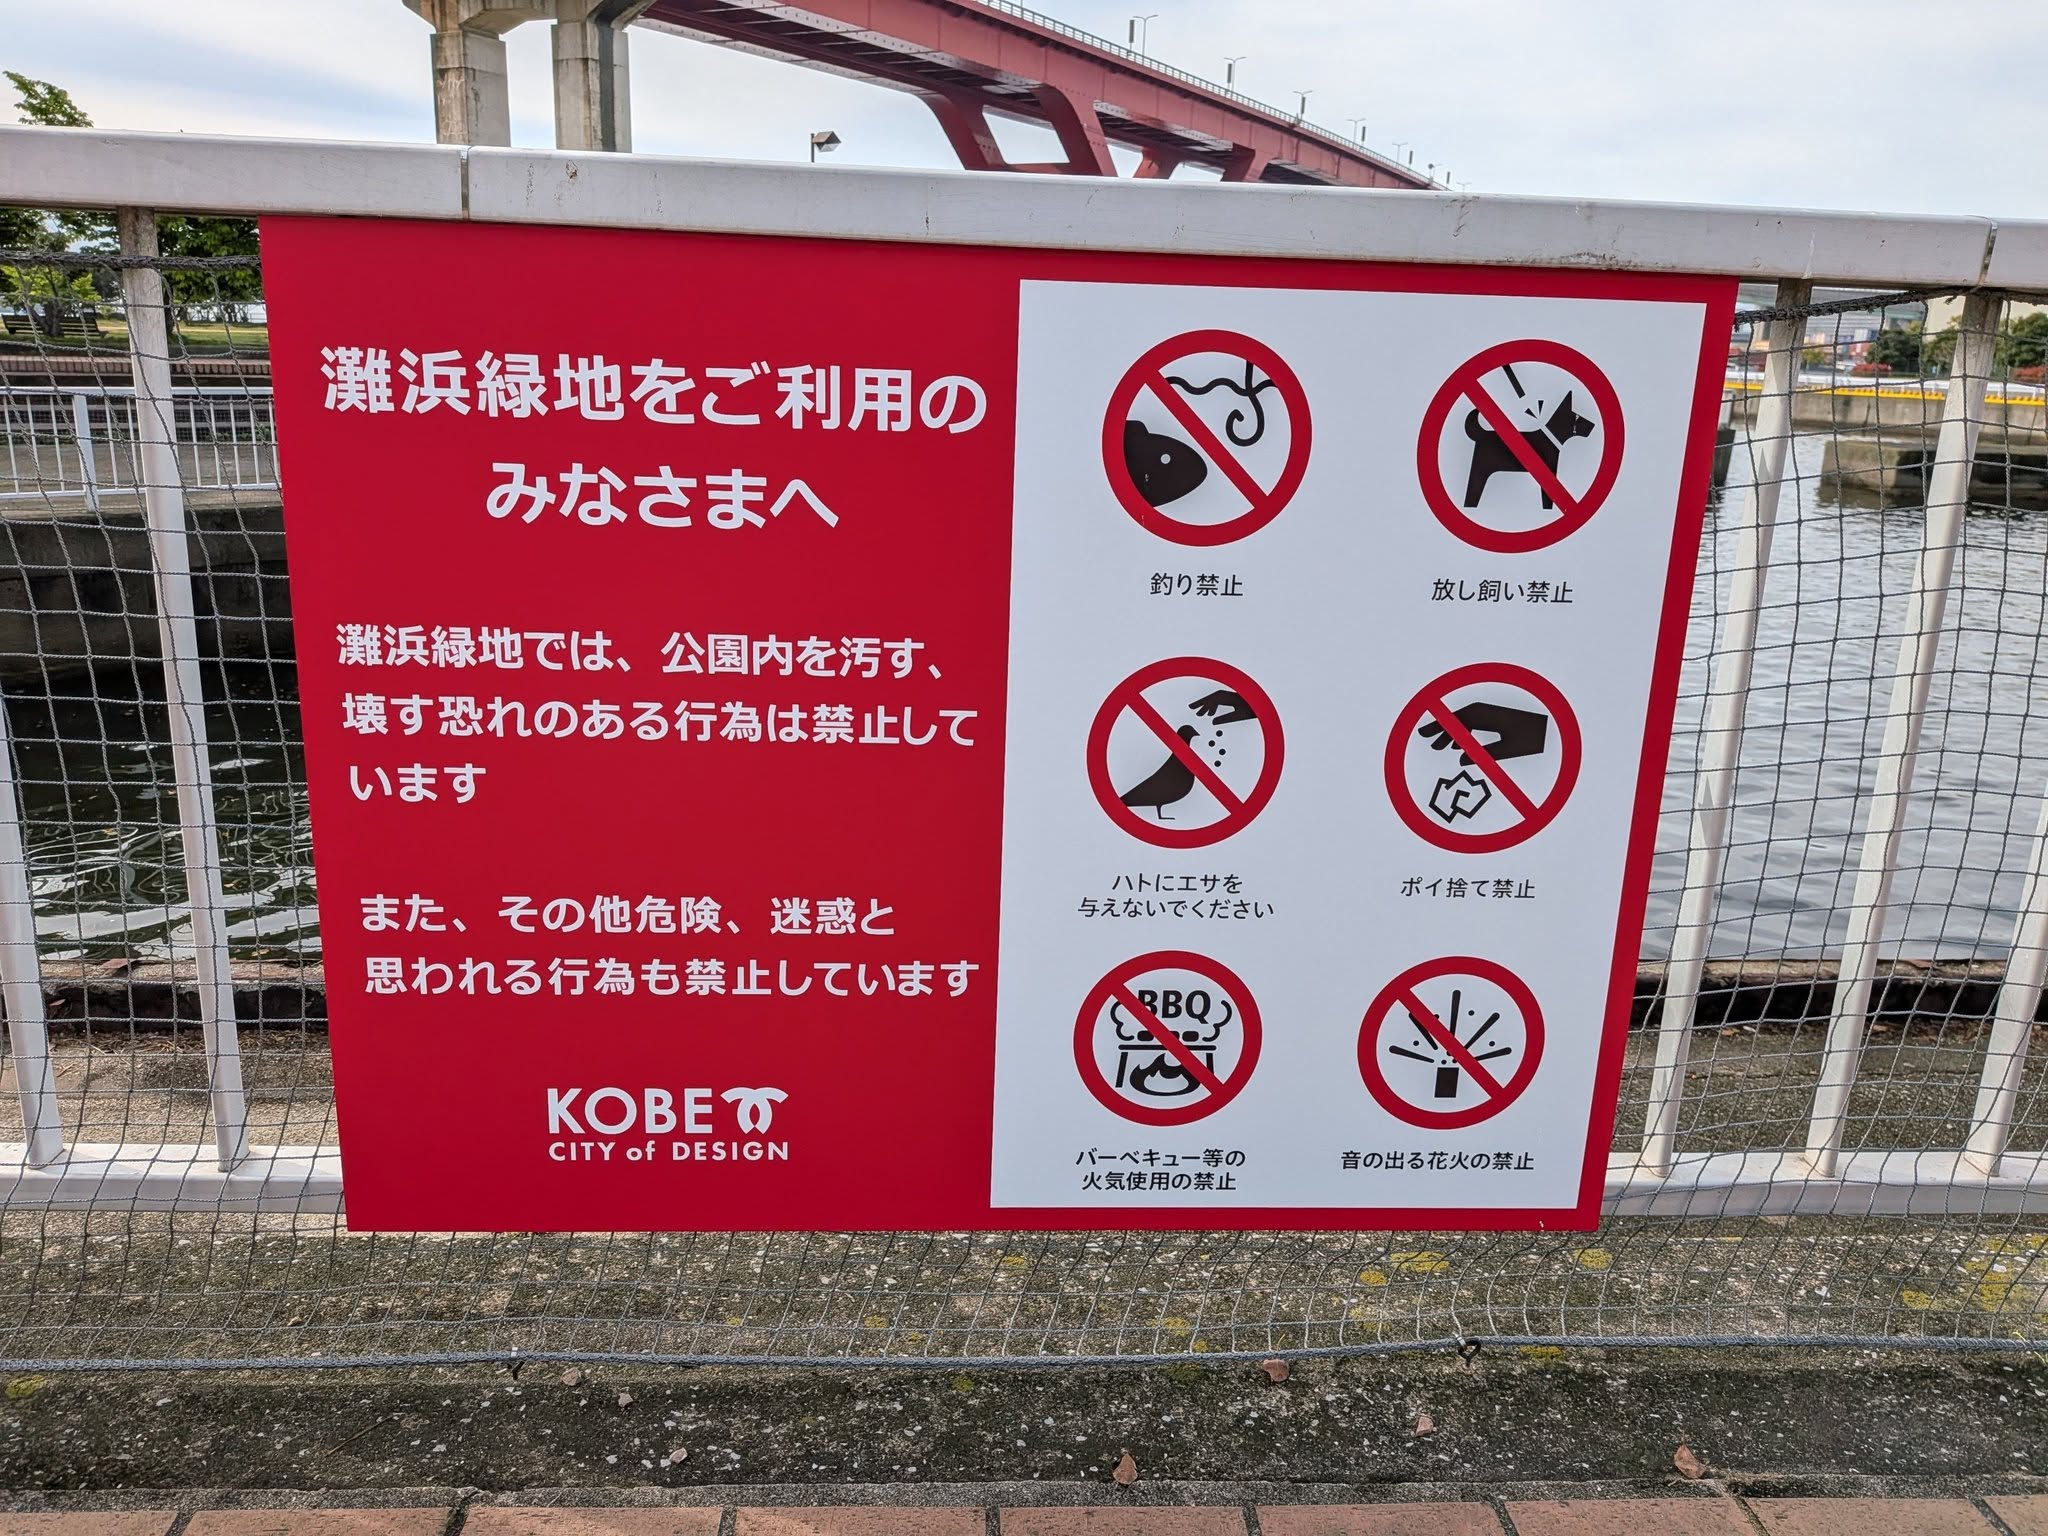 灘浜緑地をご利用の
みなさまへ
灘浜緑地では、公園内を汚す、
壊す恐れのある行為は禁止して
います
また、その他危険、迷惑と
思われる行為も禁止しています
KOBE
CITY of DESIGN
釣り禁止
放し飼い禁止
ハトにエサを
与えないでください
ポイ捨て禁止
BBQ
バーベキュー等の
火気使用の禁止
音の出る花火の禁止